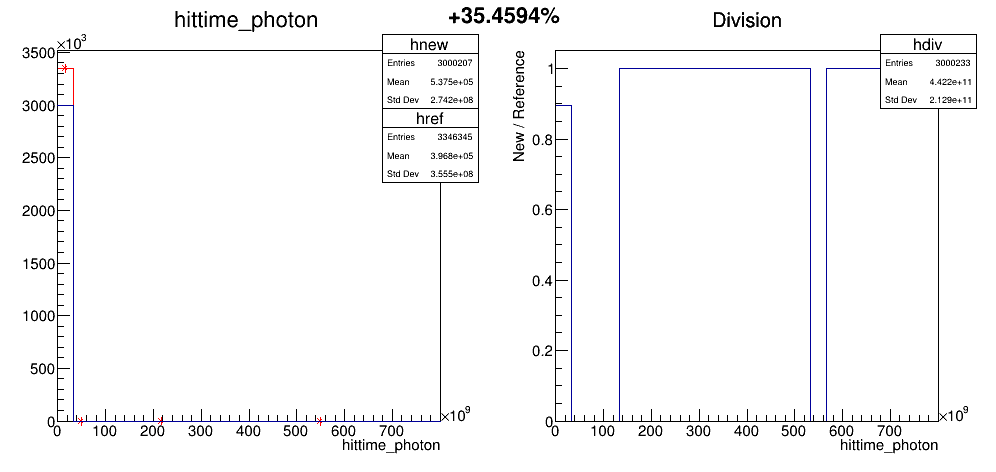 +35.4594%
hittime_photon
×10³
3500
3000
2500
2000
1500
1000
500
0
0 100 200 300 400 500 600 700
×10⁹
hittime_photon
hnew
Entries 3000207
Mean 5.375e+05
Std Dev 2.742e+08
href
Entries 3346345
Mean 3.968e+05
Std Dev 3.555e+08
Division
New / Reference
1
0.8
0.6
0.4
0.2
0
0 100 200 300 400 500 600 700
×10⁹
hittime_photon
hdiv
Entries 3000233
Mean 4.422e+11
Std Dev 2.129e+11